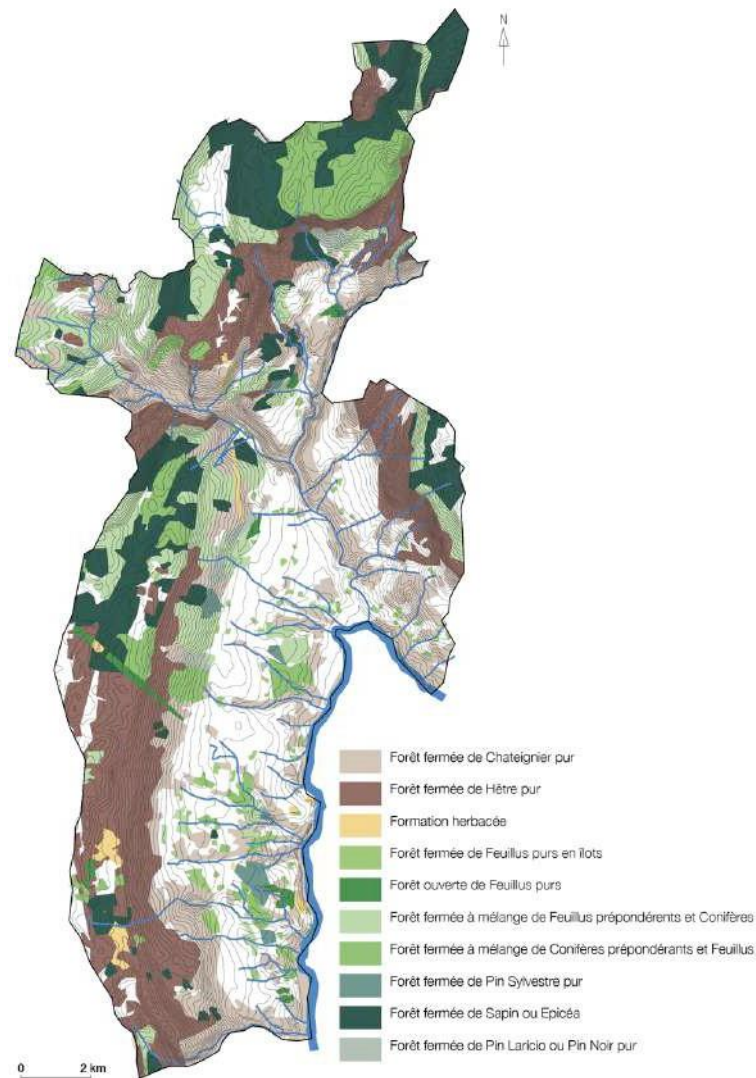 N
Forêt fermée de Chateignier pur
Forêt fermée de Hêtre pur
Formation herbacée
Forêt fermée de Feuillus purs en îlots
Forêt ouverte de Feuillus purs
Forêt fermée à mélange de Feuillus prépondérents et Conifères
Forêt fermée à mélange de Conifères prépondérants et Feuillus
Forêt fermée de Pin Sylvestre pur
Forêt fermée de Sapin ou Epicéa
Forêt fermée de Pin Laricio ou Pin Noir pur
0 2 km